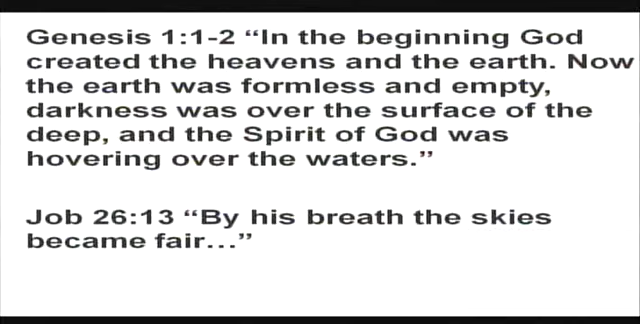 Genesis 1:1-2 “In the beginning God
created the heavens and the earth. Now
the earth was formless and empty,
darkness was over the surface of the
deep, and the Spirit of God was
hovering over the waters.”
Job 26:13 “By his breath the skies
became fair...”